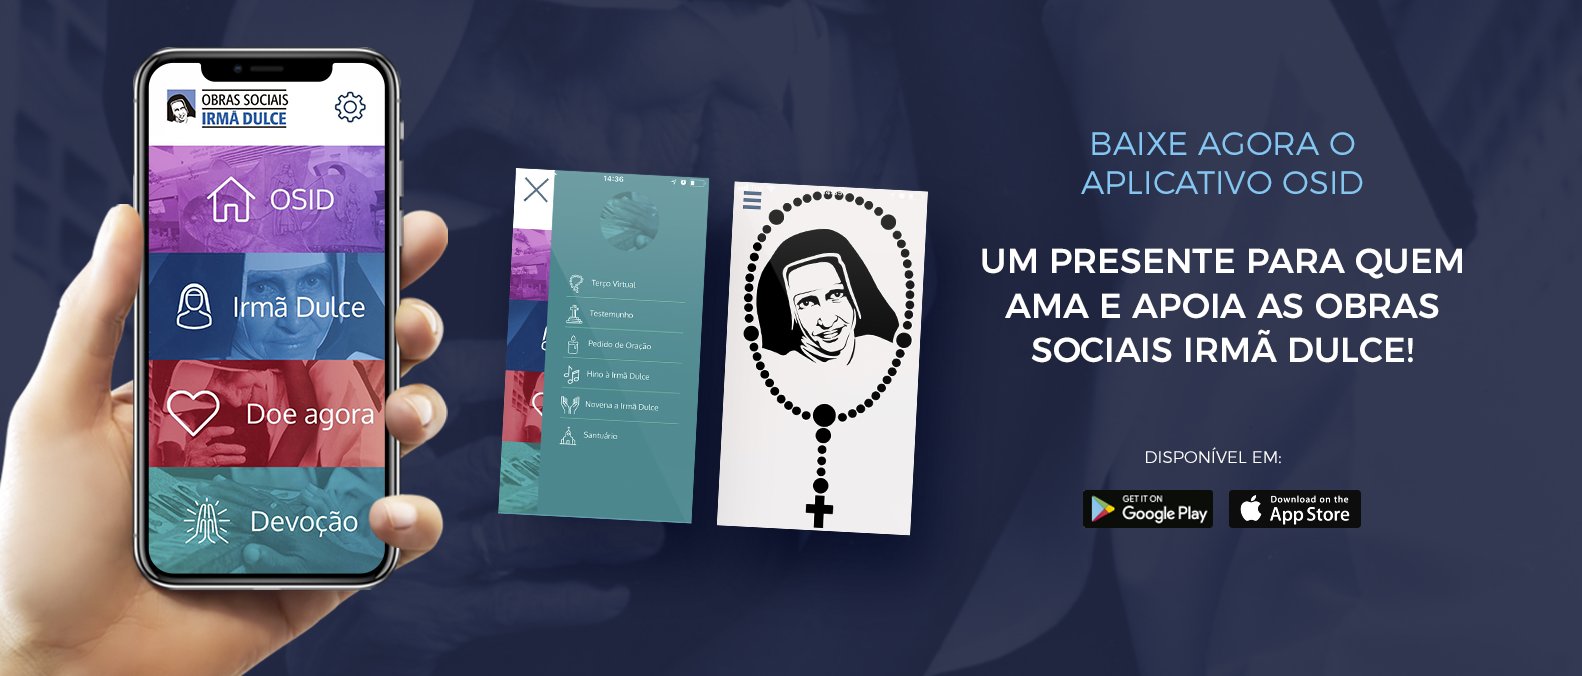 OBRAS SOCIAIS
IRMÃ DULCE
OSID
Irmã Dulce
Doe agora
Devoção
14:36
Terço Virtual
Testemunho
Pedido de Oração
Hino à Irmã Dulce
Novena a Irmã Dulce
Santuário
BAIXE AGORA O
APLICATIVO OSID
UM PRESENTE PARA QUEM
AMA E APOIA AS OBRAS
SOCIAIS IRMÃ DULCE!
DISPONÍVEL EM:
GET IT ON
Google Play
Download on the
App Store